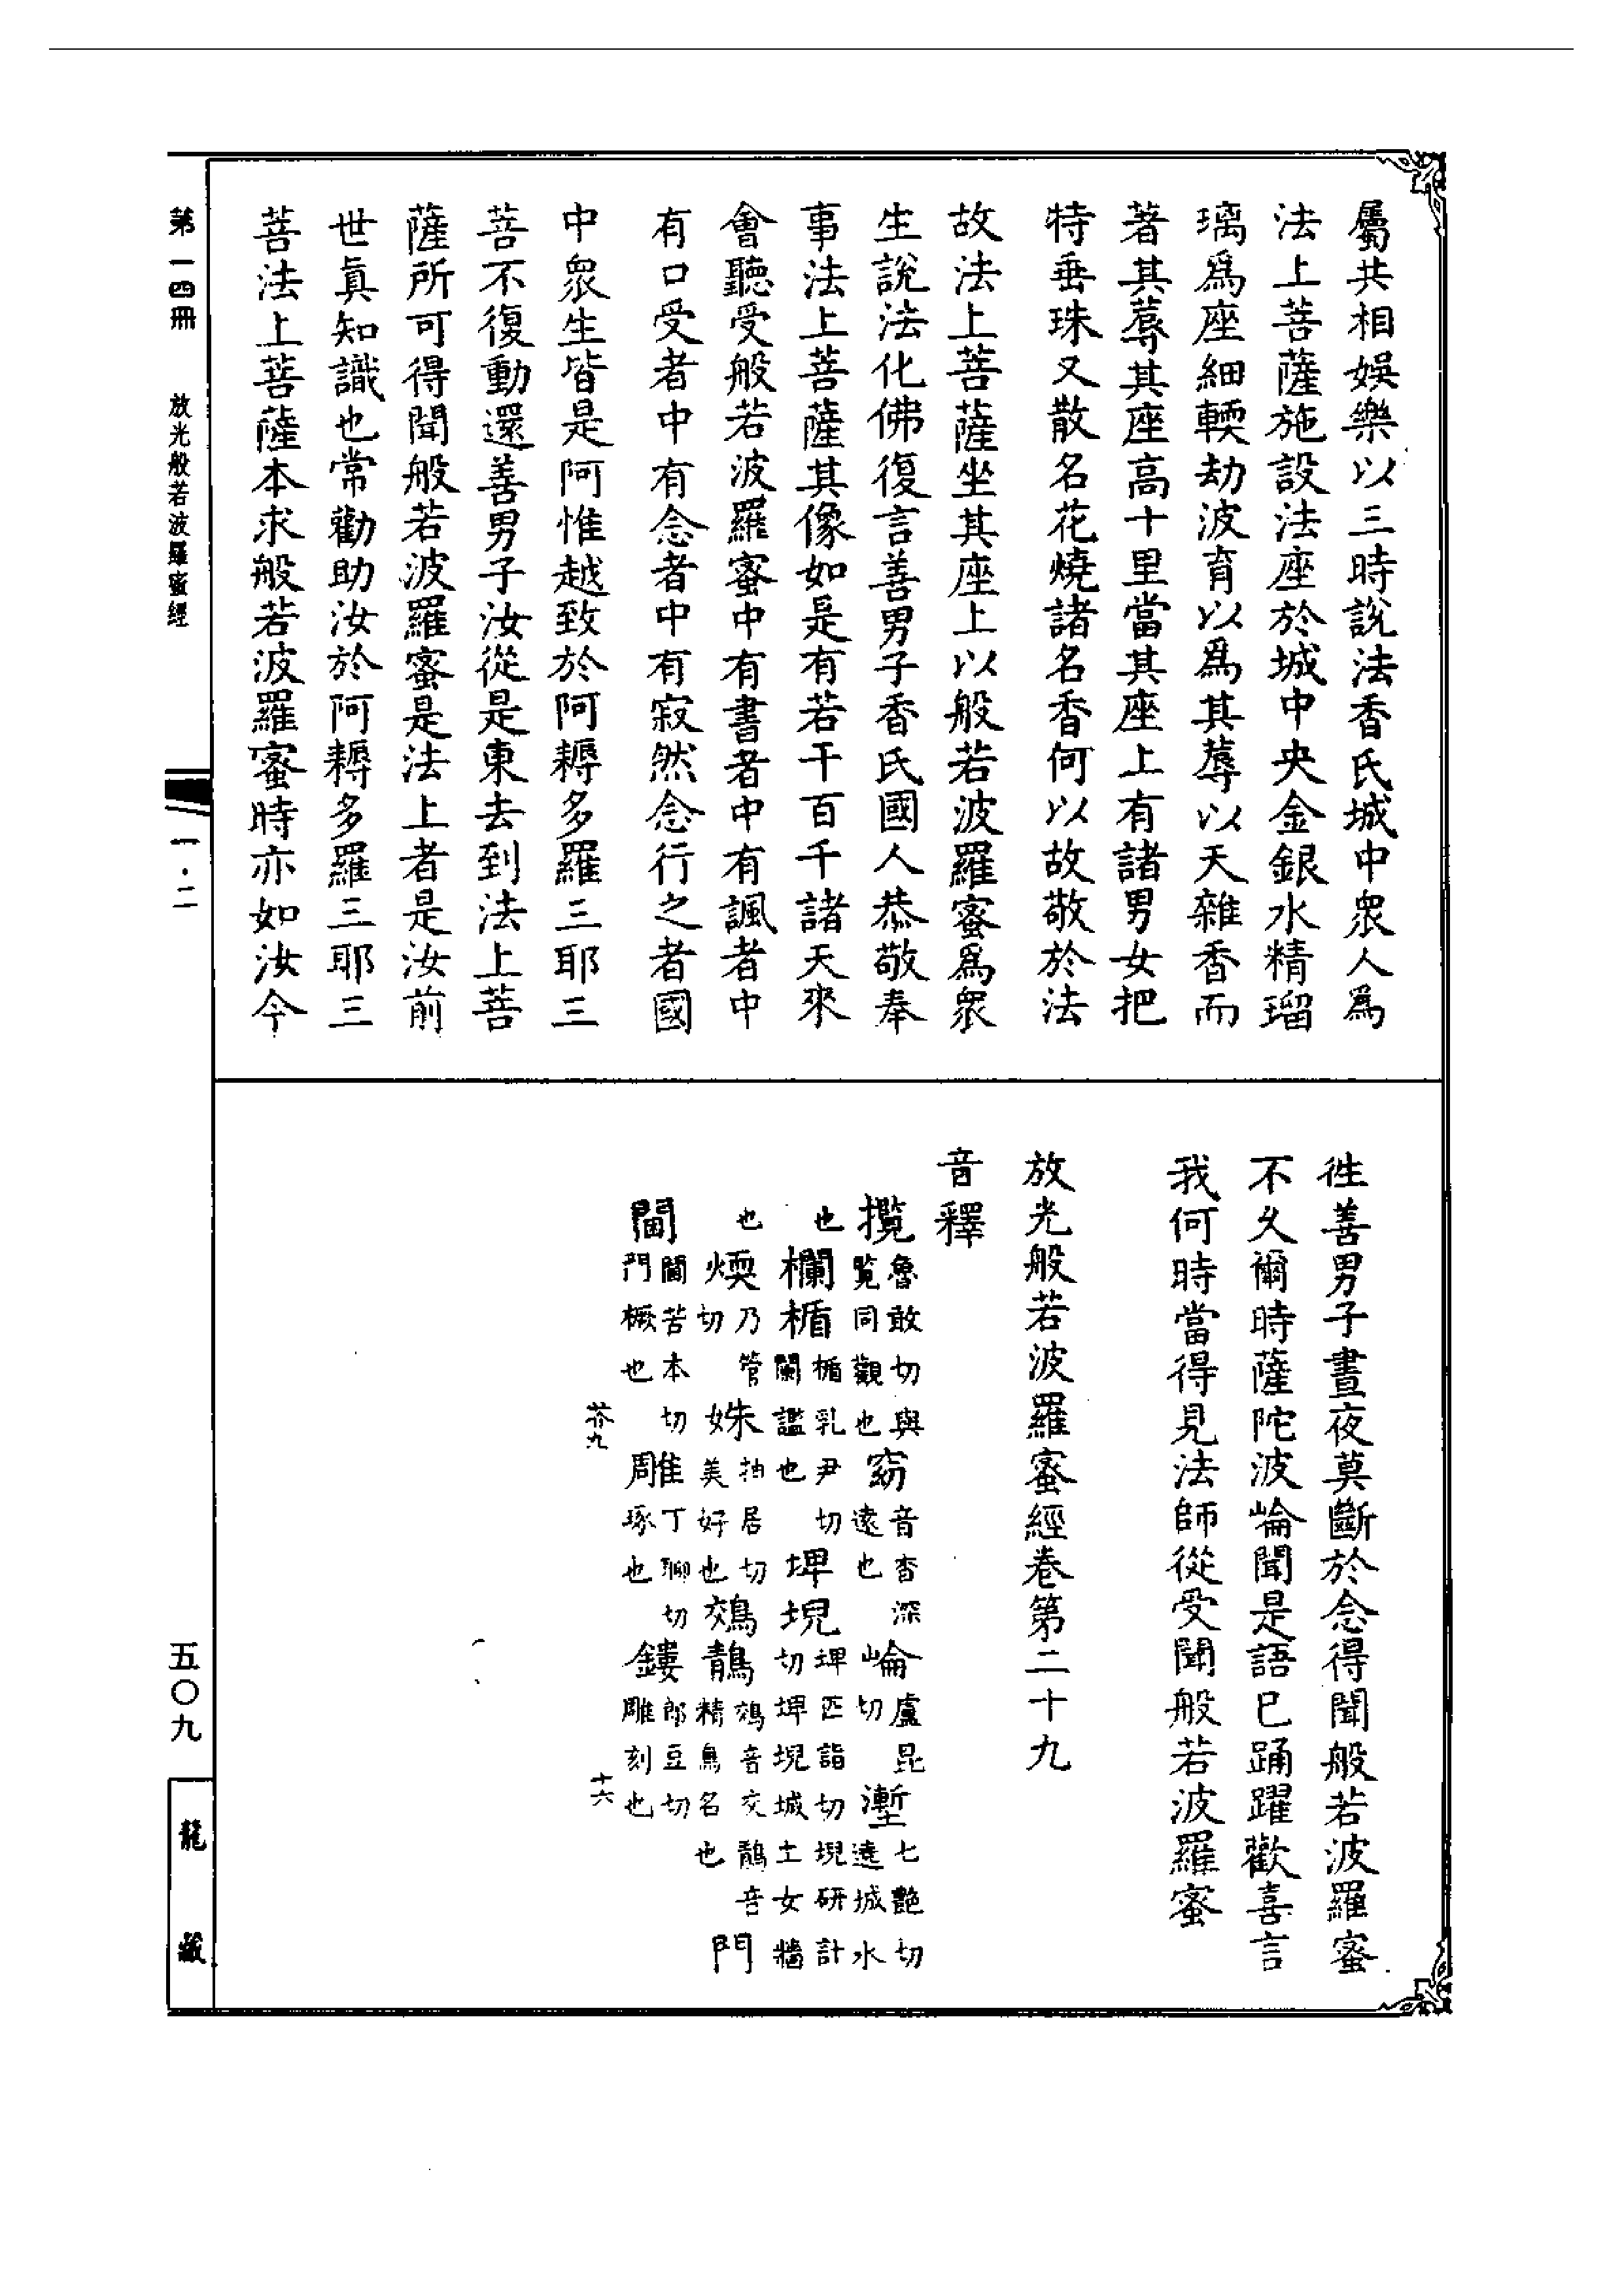 屬共相娛樂以三時說法香氏城中衆人爲
法上菩薩施設法座於城中央金銀水精瑠
璃爲座細輭劫波育以爲其蓐以天雜香而
著其蓐其座高十里當其座上有諸男女把
特垂珠又散名花燒諸名香何以故敬於法
故法上菩薩坐其座上以般若波羅蜜爲衆
生說法化佛復言善男子香氏國人恭敬奉
事法上菩薩其像如是有若干百千諸天來
會聽受般若波羅蜜中有書者中有諷者中
有口受者中有念者中有寂然念行之者國
中衆生皆是阿惟越致於阿耨多羅三耶三
菩不復動還善男子汝從是東去到法上菩
薩所可得聞般若波羅蜜是法上者是汝前
世眞知識也常勸助汝於阿耨多羅三耶三
菩法上菩薩本求般若波羅蜜時亦如汝今
徃善男子晝夜莫斷於念得聞般若波羅蜜
不久爾時薩陀波崘聞是語已踊躍歡喜言
我何時當得見法師從受聞般若波羅蜜
放光般若波羅蜜經卷第二十九
音釋
攬魯敢切與覽同觀也窈音杳深遠也崘盧昆切塹七艷切遶城水
也欄楯楯乳尹切闌檻也埤堄埤匹詣切堄研計切埤堄城上女牆
也煗乃管切姝抽居切美好也鵁鶄鵁音交鶄音精鳥名也門
閫閫苦本切門橛也雕丁聊切琢也鏤郎豆切雕刻也
茶九
十六
第一四冊
放光般若波羅蜜經
一·二
五〇九
龍藏